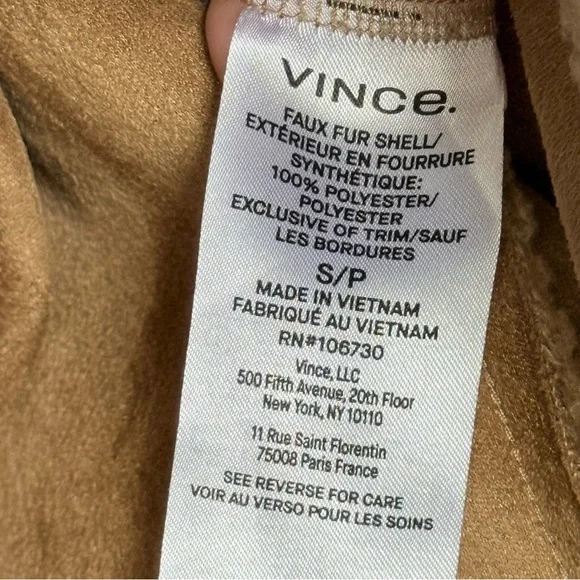 VINCe.
FAUX FUR SHELL/
EXTÉRIEUR EN FOURRURE
SYNTHÉTIQUE:
100% POLYESTER/
POLYESTER
EXCLUSIVE OF TRIM/SAUF
LES BORDURES
S/P
MADE IN VIETNAM
FABRIQUÉ AU VIETNAM
RN#106730
Vince, LLC
500 Fifth Avenue, 20th Floor
New York, NY 10110
11 Rue Saint Florentin
75008 Paris France
SEE REVERSE FOR CARE
VOIR AU VERSO POUR LES SOINS